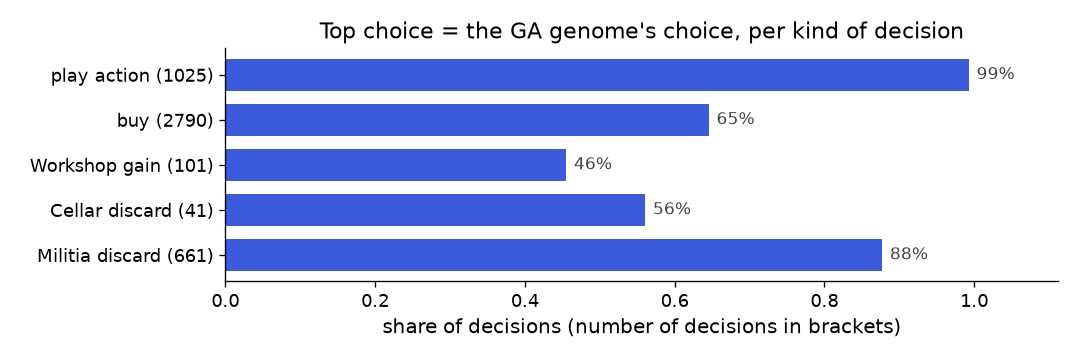 Top choice = the GA genome's choice, per kind of decision
play action (1025)
99%
buy (2790)
65%
Workshop gain (101)
46%
Cellar discard (41)
56%
Militia discard (661)
88%
0.0 0.2 0.4 0.6 0.8 1.0
share of decisions (number of decisions in brackets)